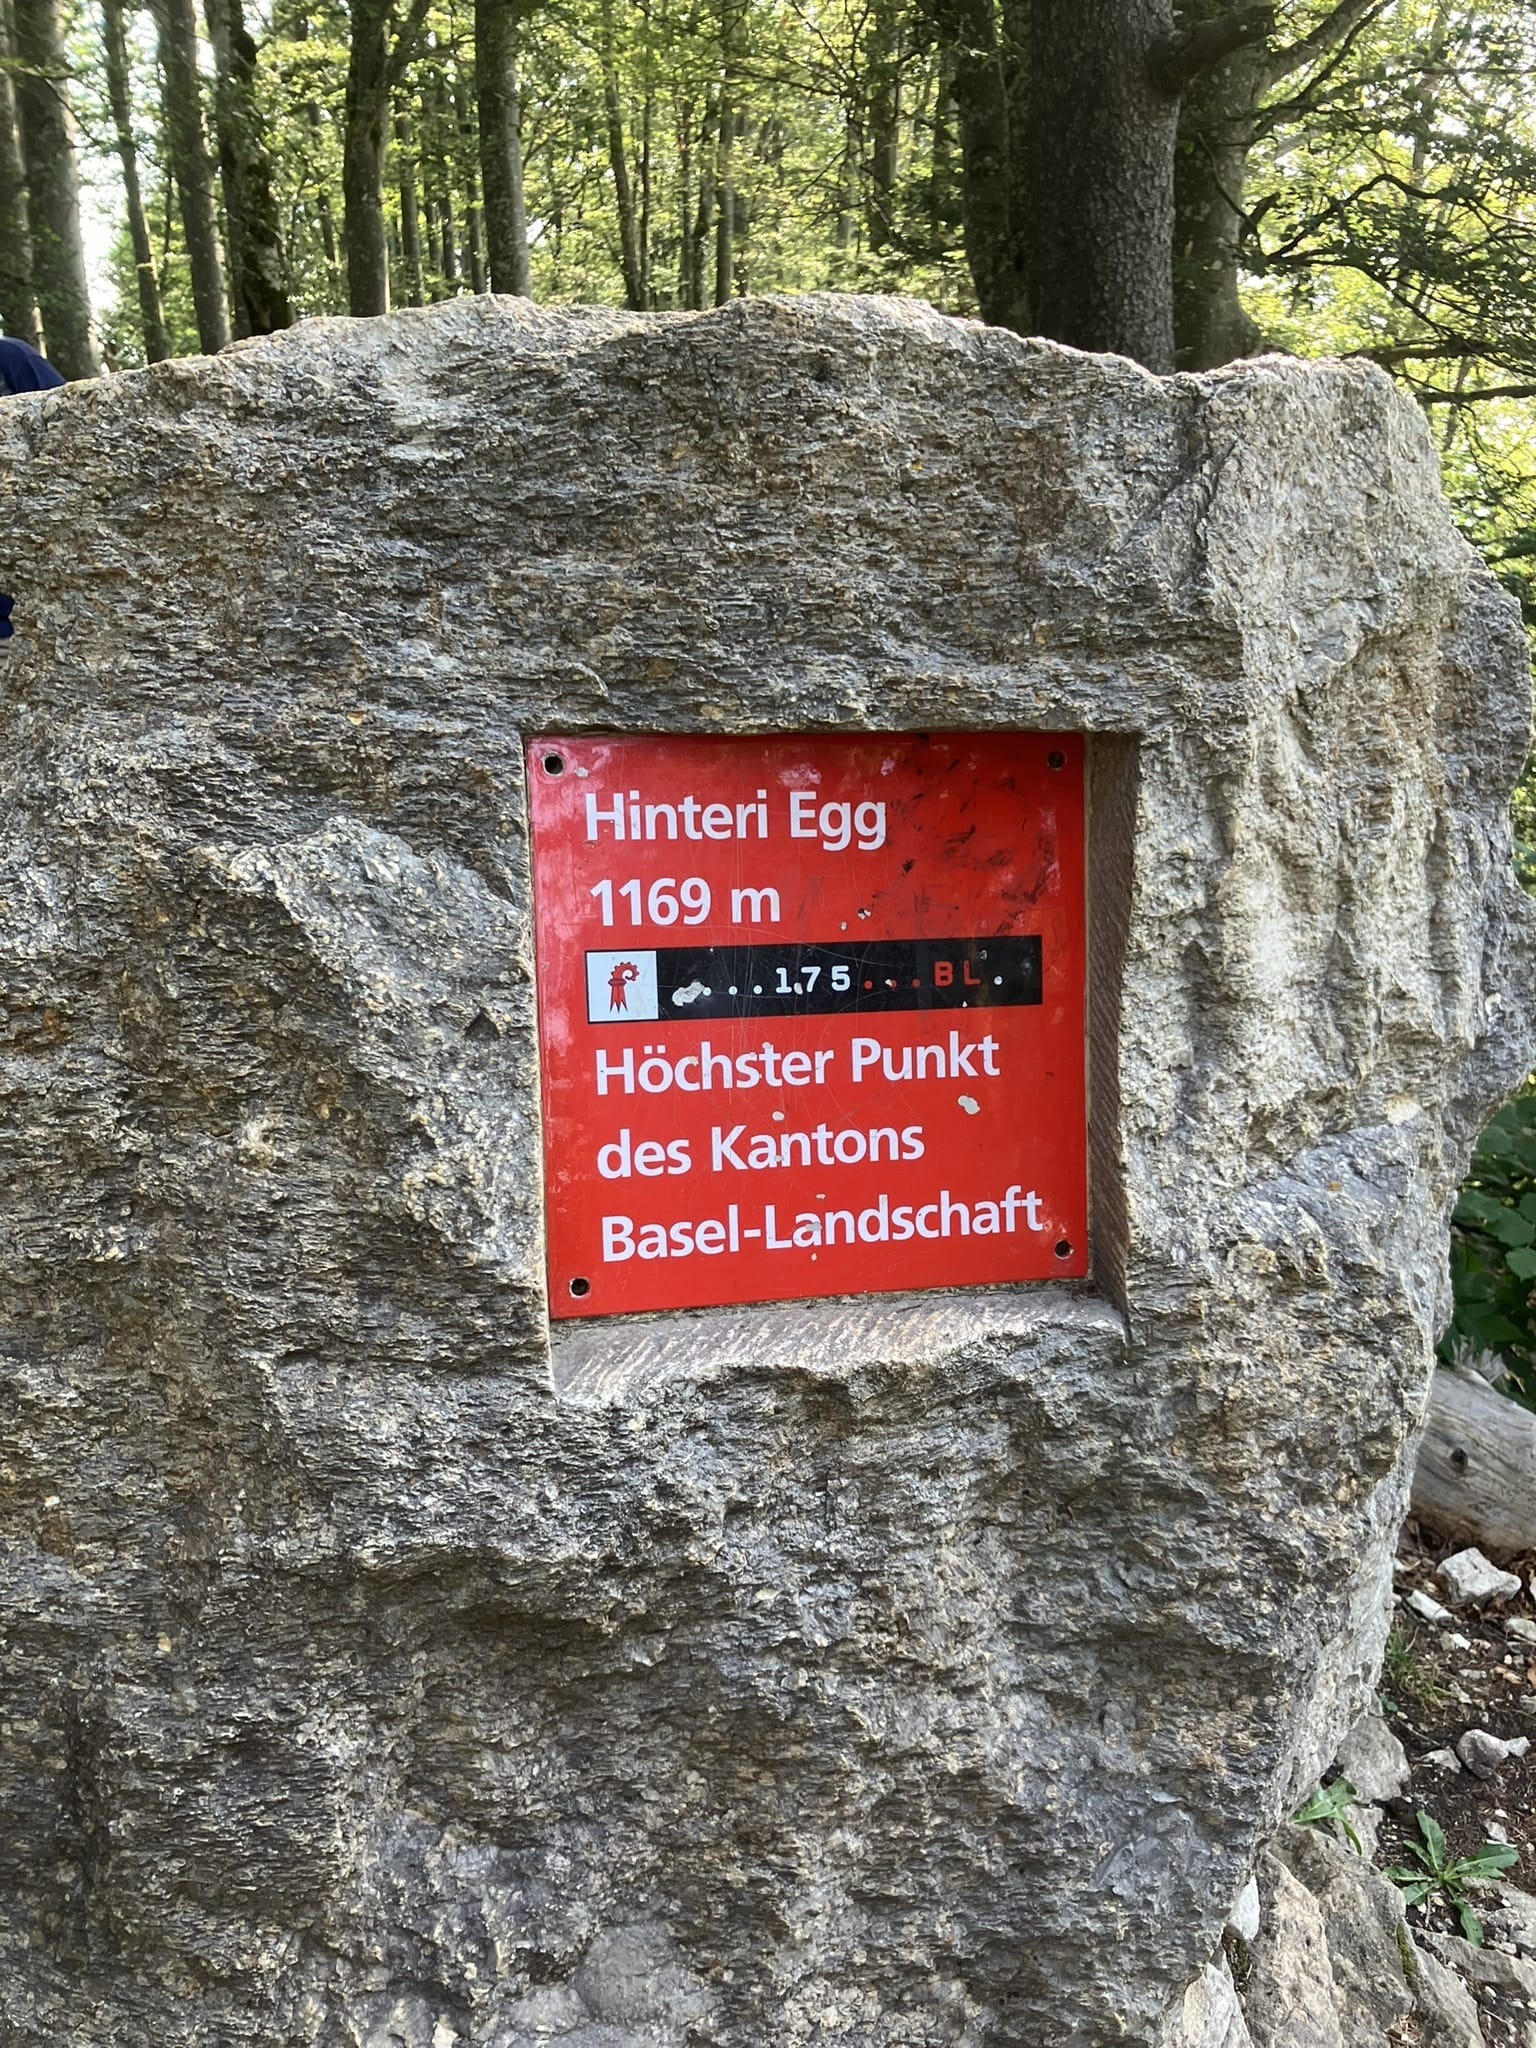 Hinteri Egg
1169 m
. . . 175 . . . BL .
Höchster Punkt
des Kantons
Basel-Landschaft